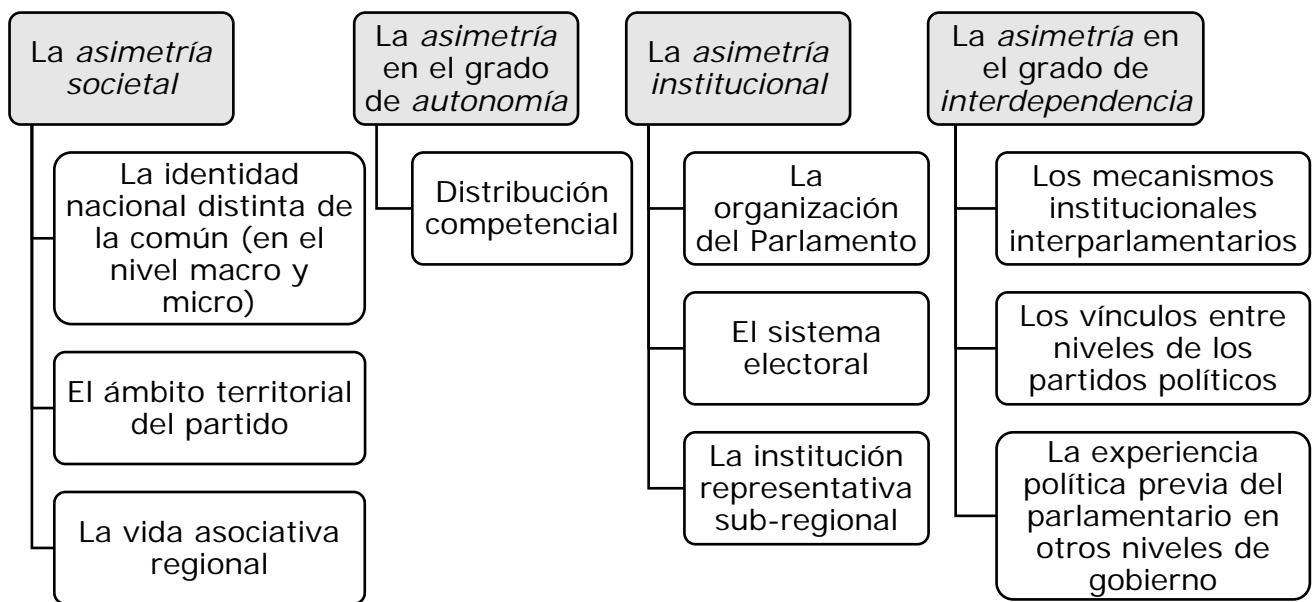 La asimetría
societal
La identidad
nacional distinta de
la común (en el
nivel macro y
micro)
El ámbito territorial
del partido
La vida asociativa
regional
La asimetría
en el grado
de autonomía
Distribución
competencial
La asimetría
institucional
La
organización
del Parlamento
El sistema
electoral
La institución
representativa
sub-regional
La asimetría en
el grado de
interdependencia
Los mecanismos
institucionales
interparlamentarios
Los vínculos entre
niveles de los
partidos políticos
La experiencia
política previa del
parlamentario en
otros niveles de
gobierno